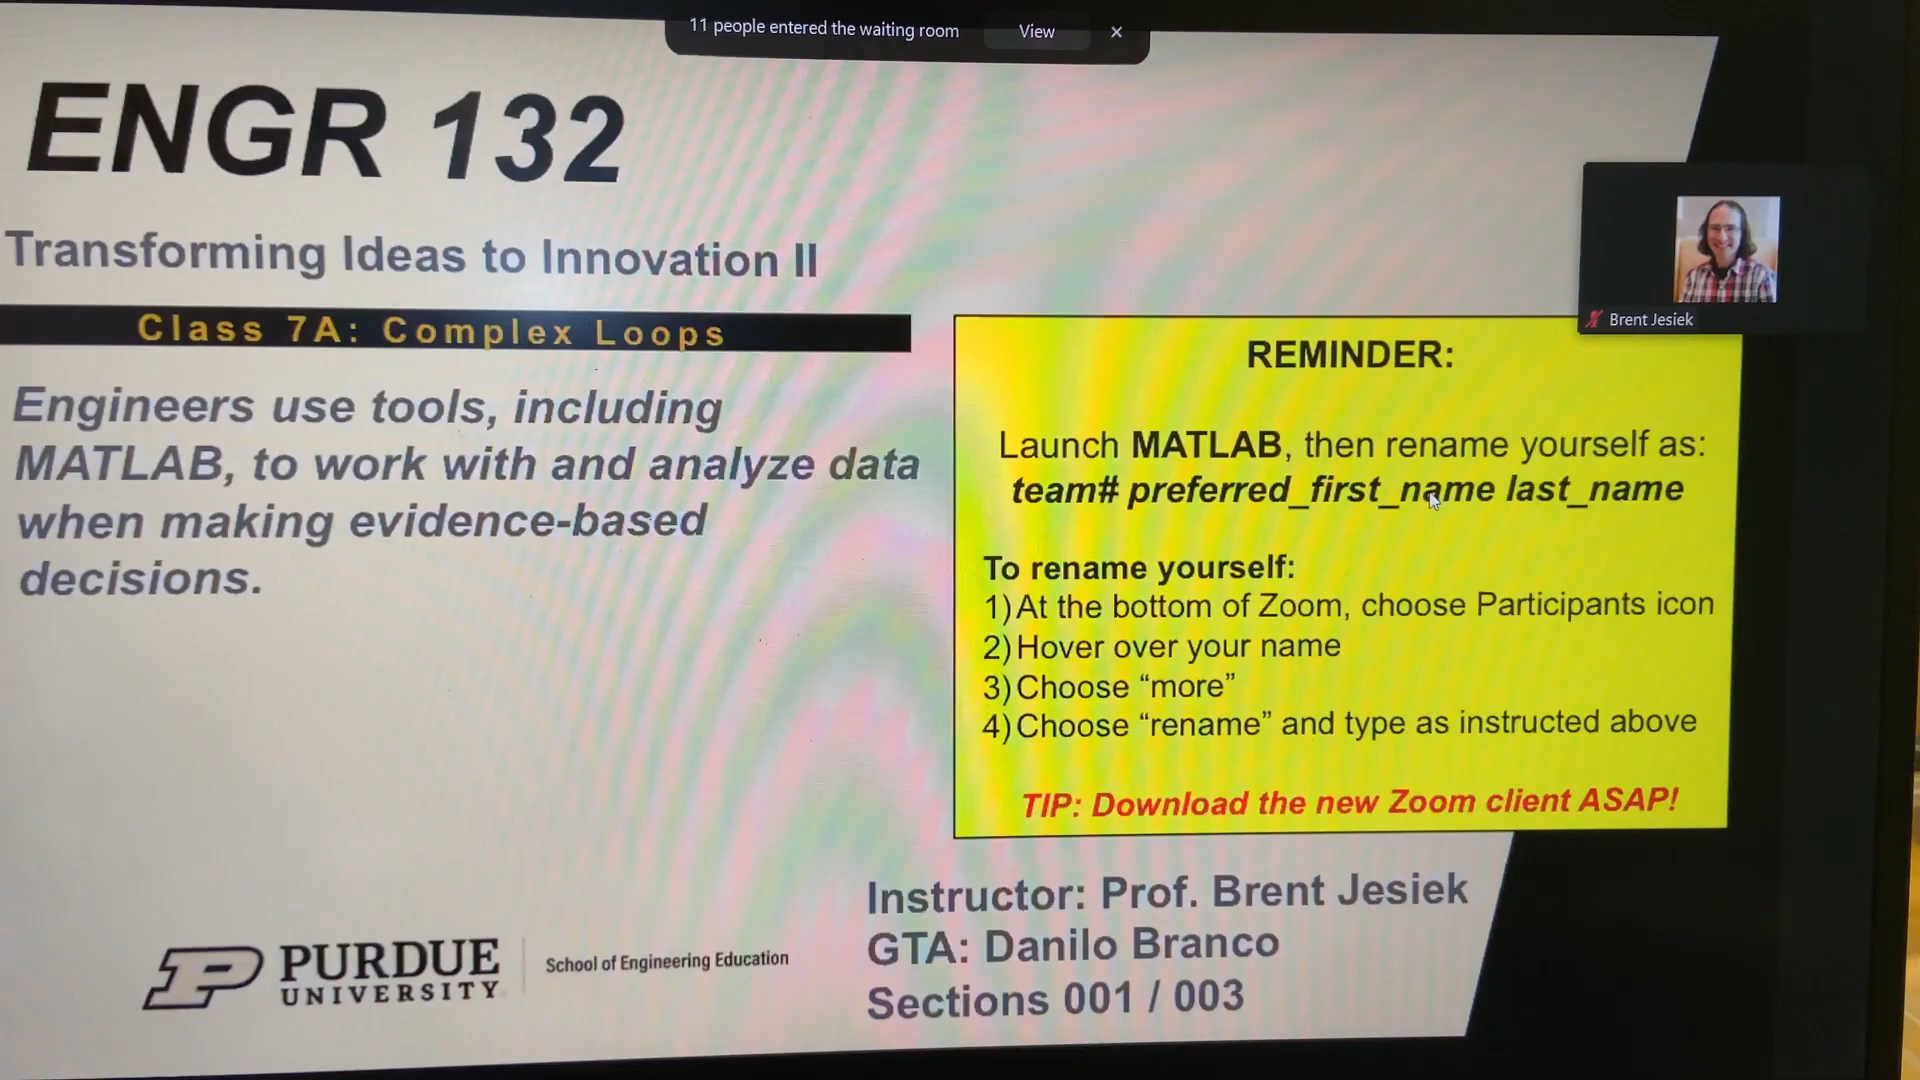 11 people entered the waiting room View
ENGR 132
Transforming Ideas to Innovation II
Class 7A: Complex Loops
Engineers use tools, including
MATLAB, to work with and analyze data
when making evidence-based
decisions.
Brent Jesiek
REMINDER:
Launch MATLAB, then rename yourself as:
team# preferred_first_name last_name
To rename yourself:
1) At the bottom of Zoom, choose Participants icon
2) Hover over your name
3) Choose “more”
4) Choose “rename” and type as instructed above
TIP: Download the new Zoom client ASAP!
Instructor: Prof. Brent Jesiek
GTA: Danilo Branco
Sections 001 / 003
P PURDUE
UNIVERSITY
School of Engineering Education